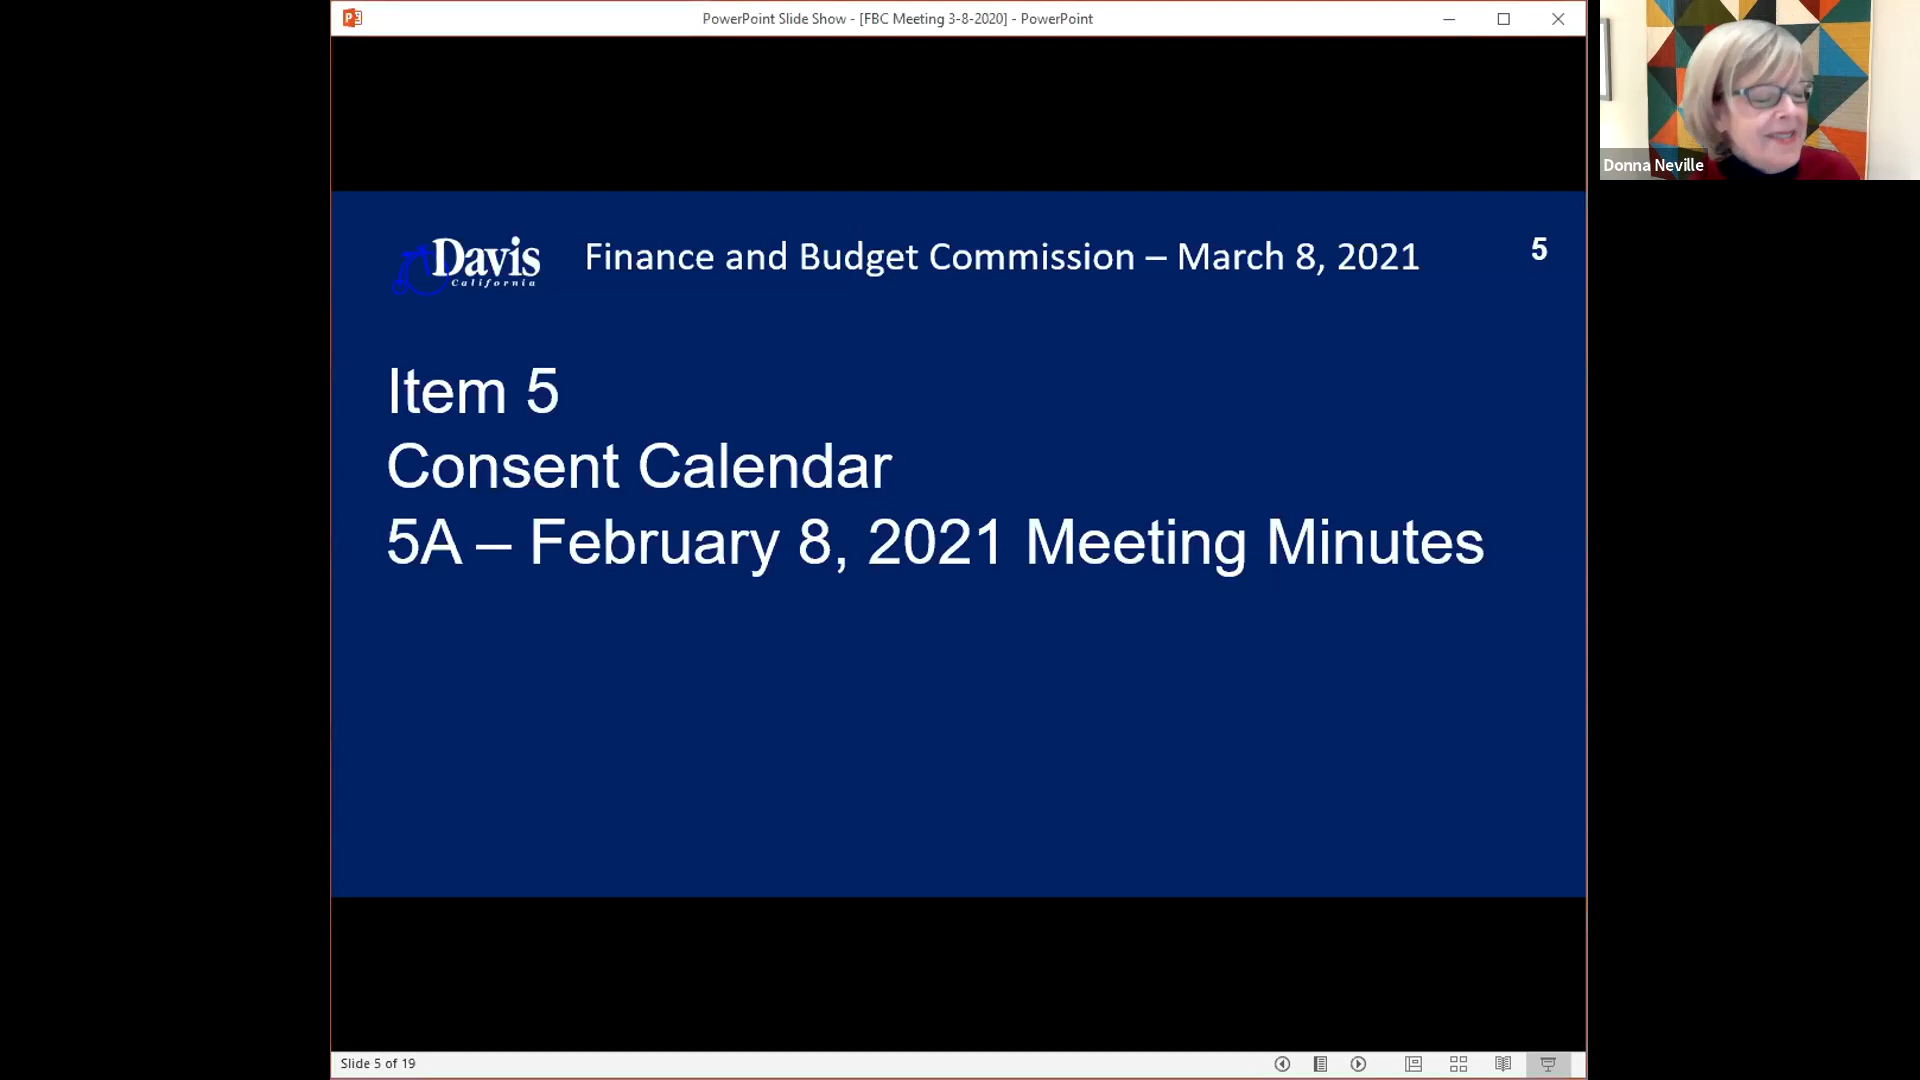 PowerPoint Slide Show - [FBC Meeting 3-8-2020] - PowerPoint
Donna Neville
Davis
California
Finance and Budget Commission – March 8, 2021
5
Item 5
Consent Calendar
5A – February 8, 2021 Meeting Minutes
Slide 5 of 19